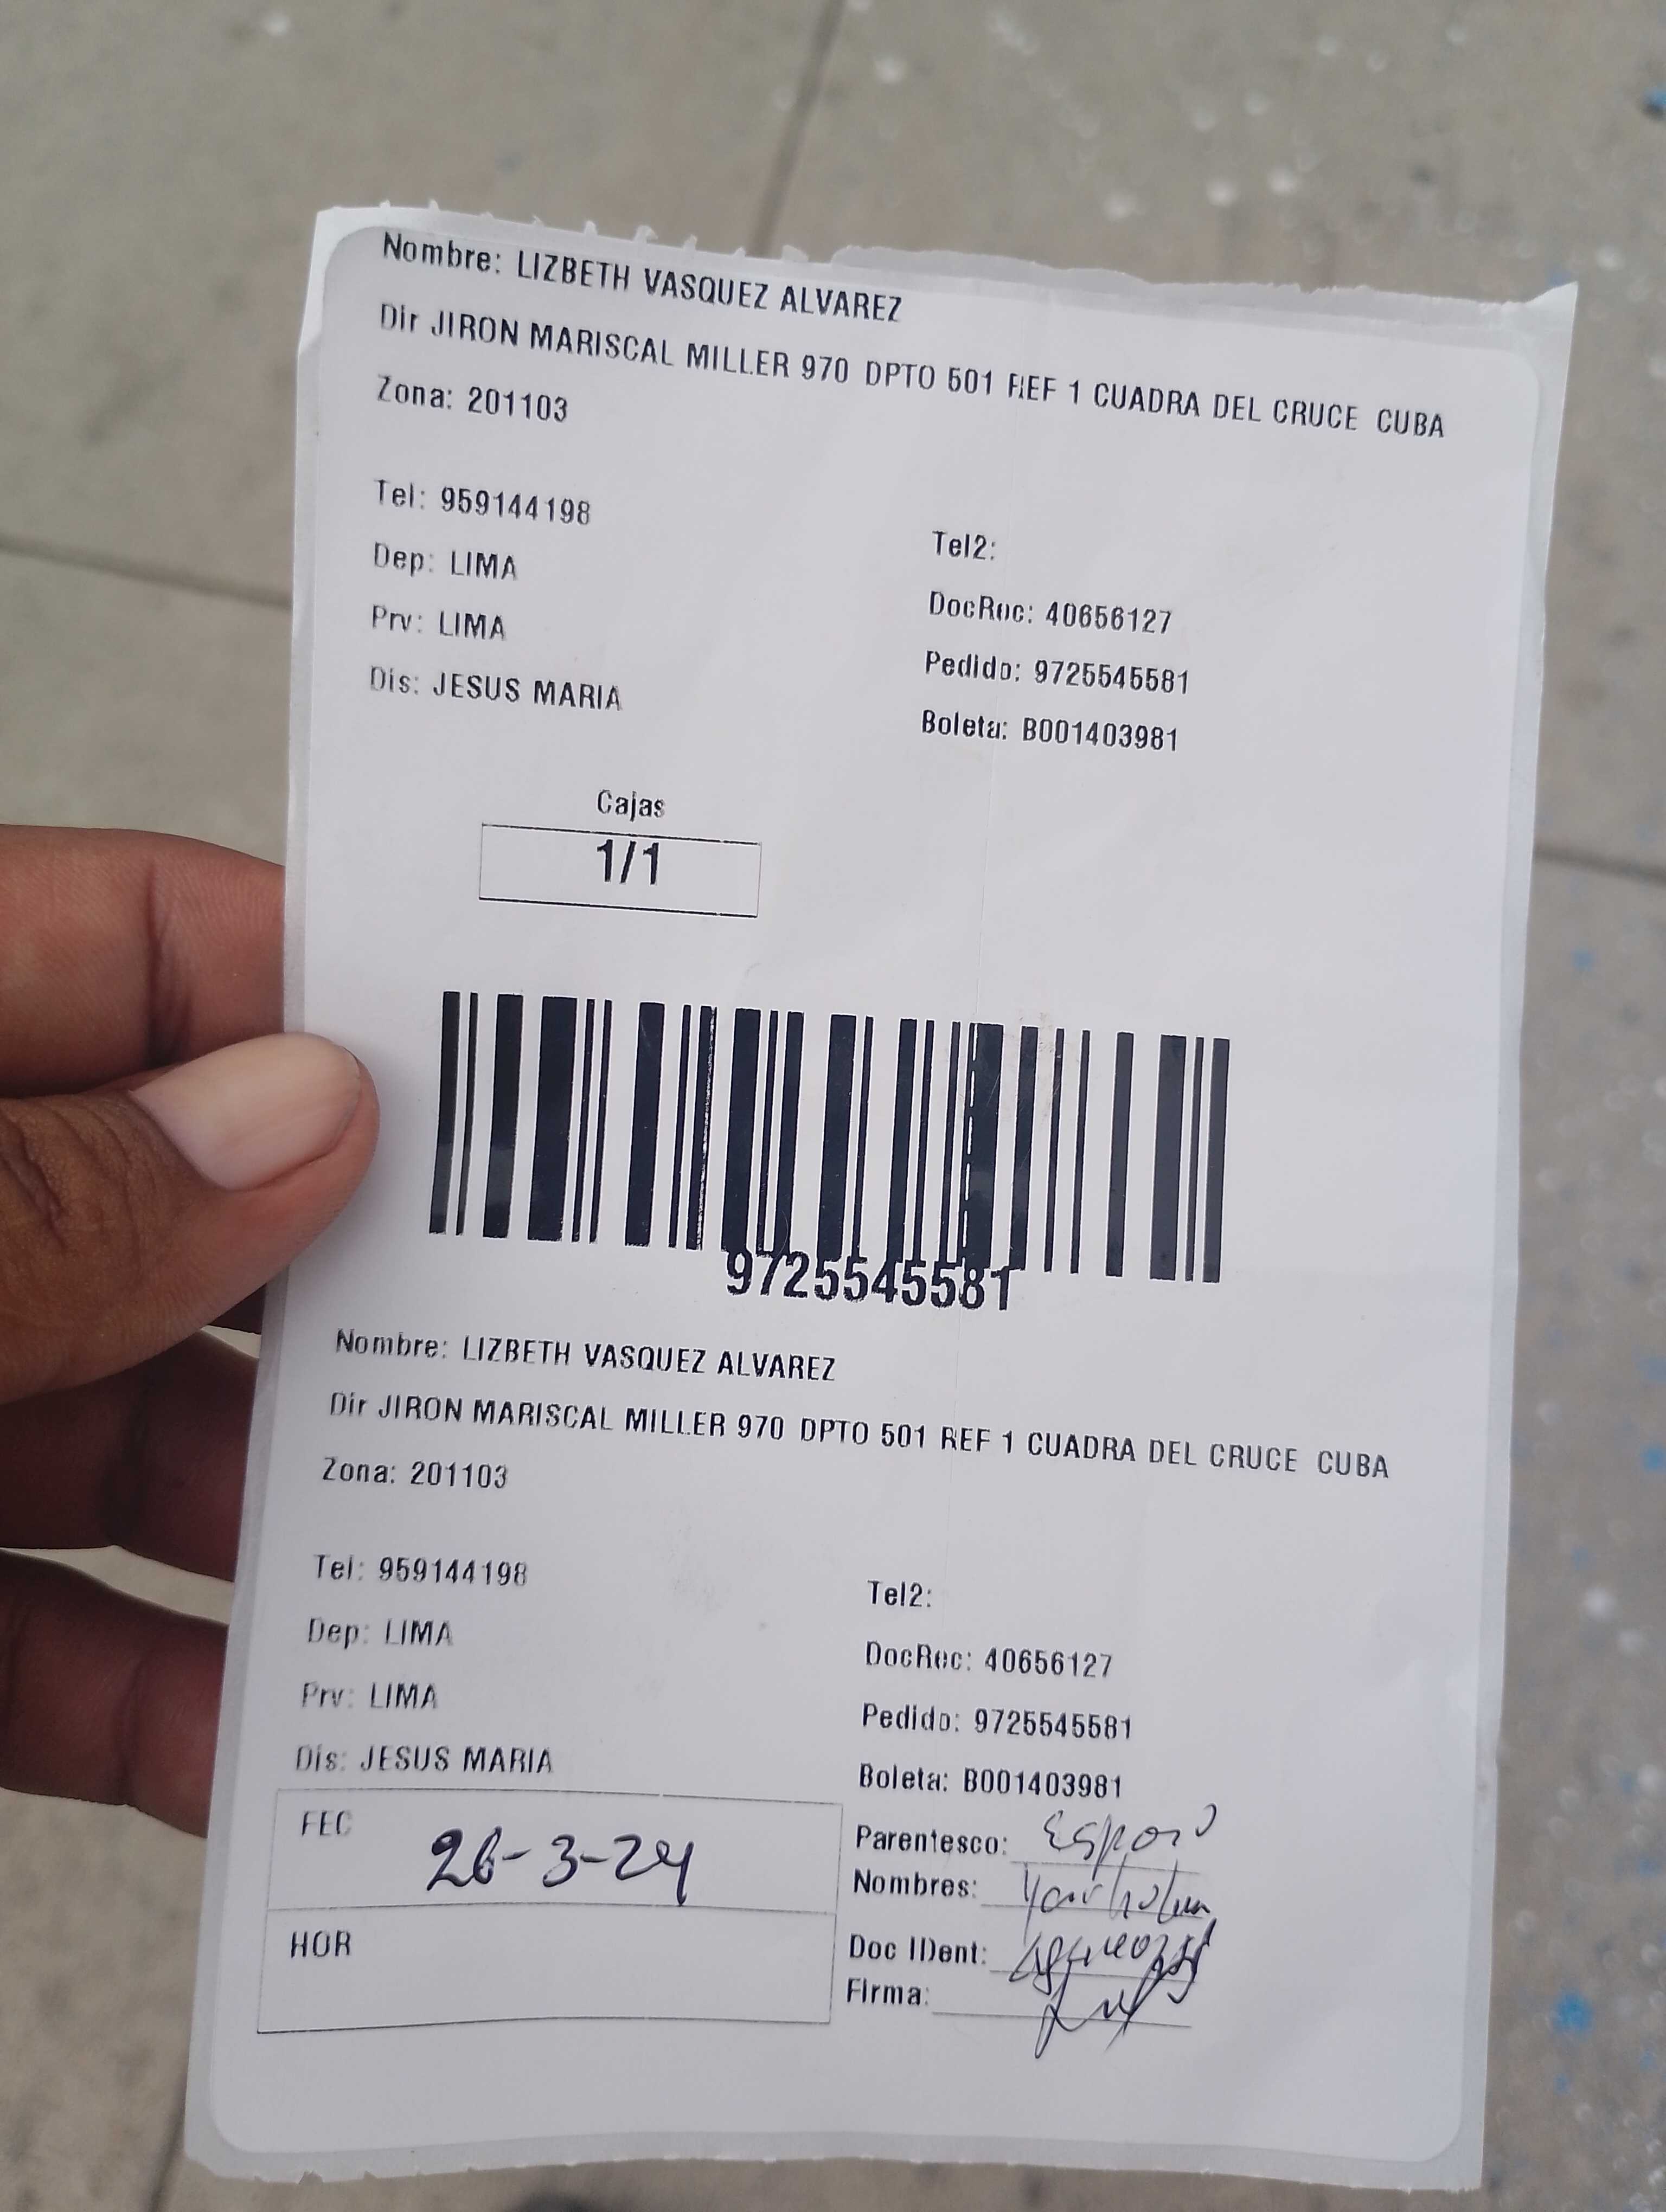 Nombre: LIZBETH VASQUEZ ALVAREZ
Dir JIRON MARISCAL MILLER 970 DPTO 501 REF 1 CUADRA DEL CRUCE CUBA
Zona: 201103
Tel: 959144198
Tel2:
Dep: LIMA
DocRec: 40656127
Prv: LIMA
Pedido: 9725545581
Dis: JESUS MARIA
Boleta: B001403981
Cajas
1/1
9725545581
Nombre: LIZBETH VASQUEZ ALVAREZ
Dir JIRON MARISCAL MILLER 970 DPTO 501 REF 1 CUADRA DEL CRUCE CUBA
Zona: 201103
Tel: 959144198
Tel2:
Dep: LIMA
DocRec: 40656127
Prv: LIMA
Pedido: 9725545581
Dis: JESUS MARIA
Boleta: B001403981
FEC 26-3-24
Parentesco: Esposo
Nombres:
HOR
Doc IDent:
Firma: